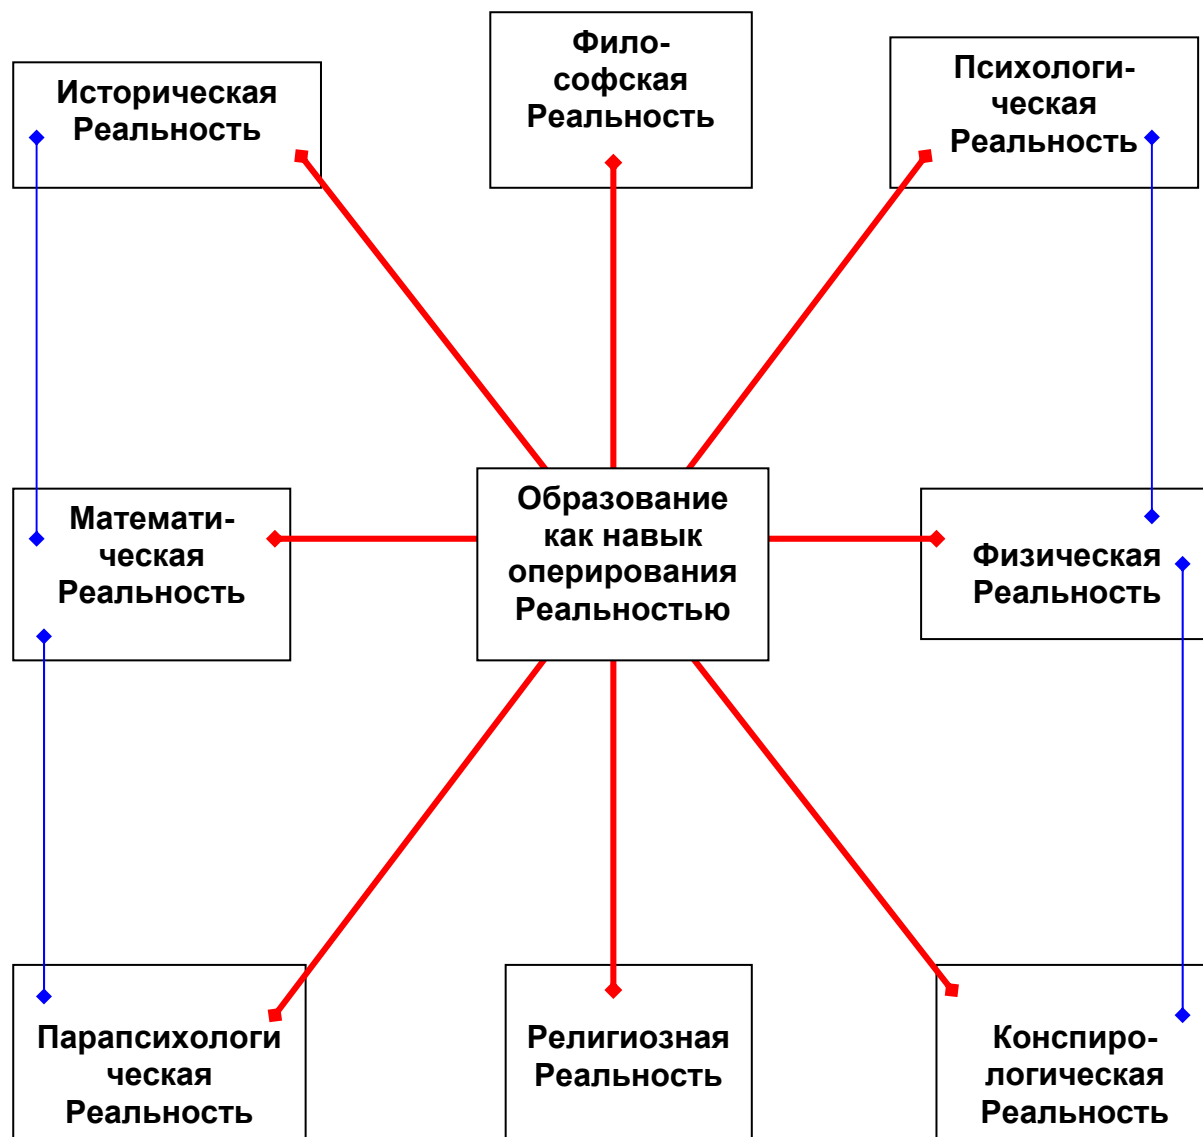 Историческая
Реальность
Фило-
софская
Реальность
Психологи-
ческая
Реальность
Математи-
ческая
Реальность
Образование
как навык
оперирования
Реальностью
Физическая
Реальность
Парапсихологи
ческая
Реальность
Религиозная
Реальность
Конспиро-
логическая
Реальность